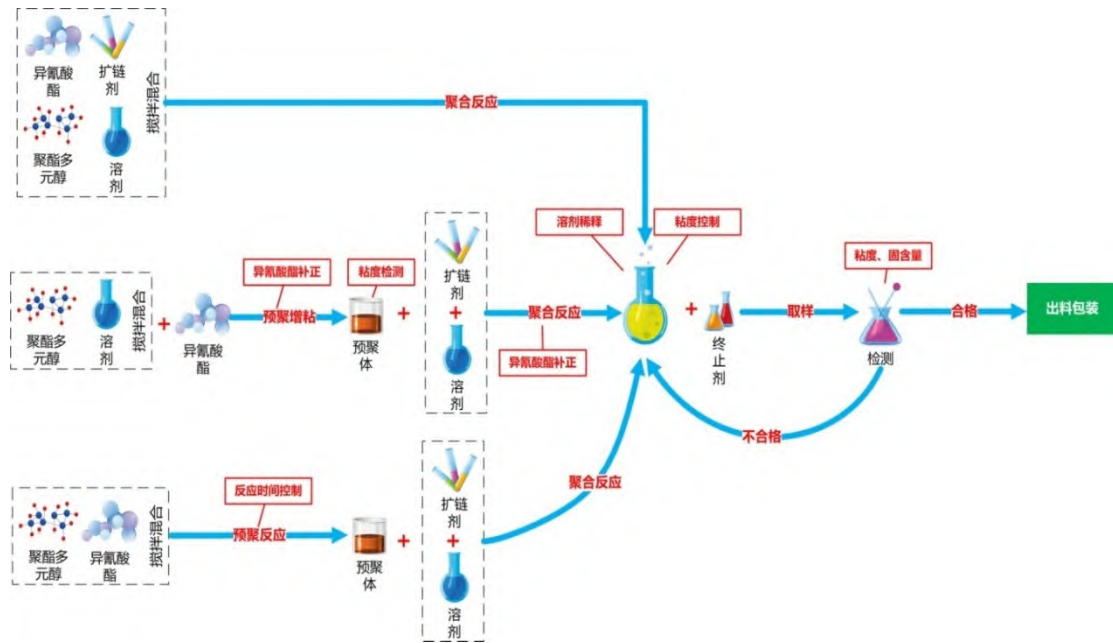 异氰酸
酯
扩链
剂
聚酯多
元醇
溶
剂
搅拌混合
聚合反应
溶剂稀释
粘度控制
聚酯多
元醇
溶
剂
搅拌混合
+
异氰酸
酯
异氰酸酯补正
预聚增粘
粘度检测
预聚
体
+
扩链
剂
+
溶
剂
聚合反应
异氰酸酯补正
+
终
止
剂
取样
粘度、固含量
检测
合格
出料包装
不合格
聚酯多
元醇
异氰酸
酯
搅拌混合
反应时间控制
预聚反应
预聚
体
+
扩链
剂
+
溶
剂
聚合反应